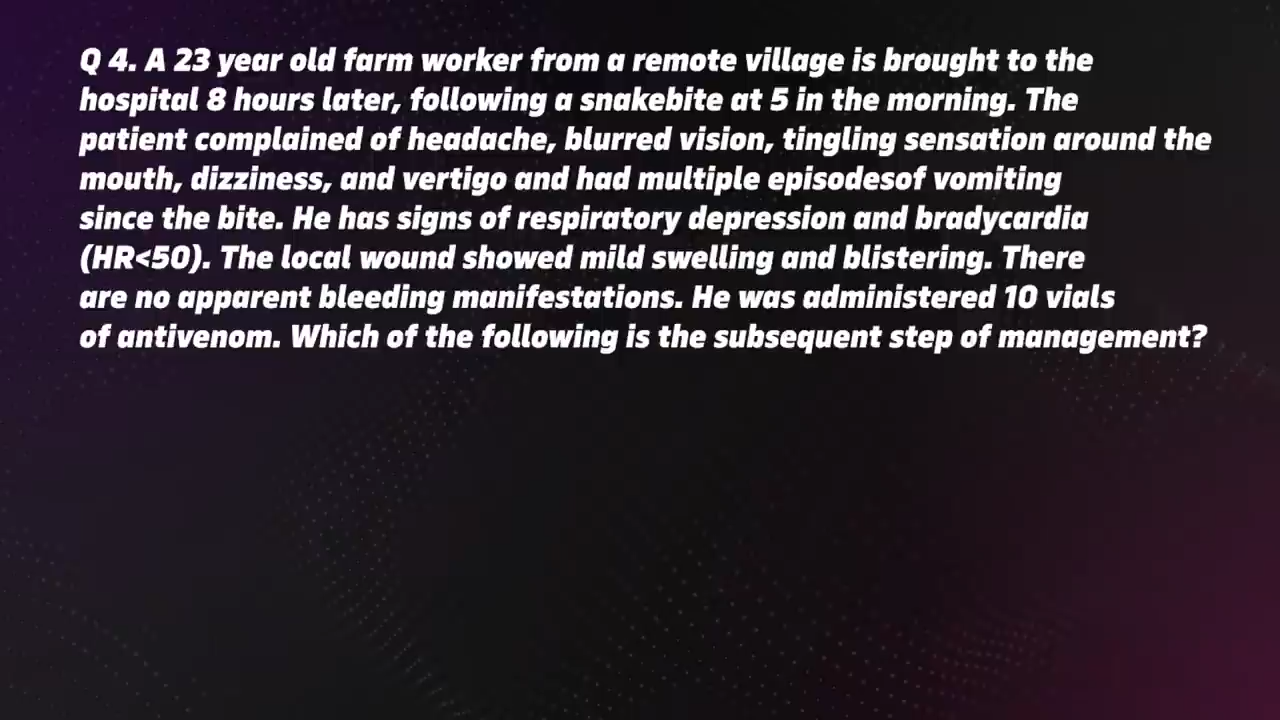 Q 4. A 23 year old farm worker from a remote village is brought to the
hospital 8 hours later, following a snakebite at 5 in the morning. The
patient complained of headache, blurred vision, tingling sensation around the
mouth, dizziness, and vertigo and had multiple episodesof vomiting
since the bite. He has signs of respiratory depression and bradycardia
(HR<50). The local wound showed mild swelling and blistering. There
are no apparent bleeding manifestations. He was administered 10 vials
of antivenom. Which of the following is the subsequent step of management?